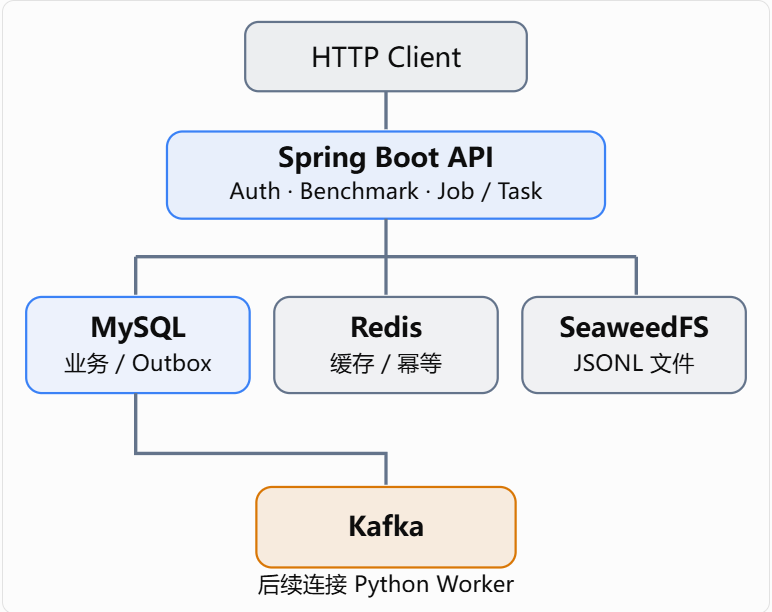 HTTP Client
Spring Boot API
Auth · Benchmark · Job / Task
MySQL
业务 / Outbox
Redis
缓存 / 幂等
SeaweedFS
JSONL 文件
Kafka
后续连接 Python Worker